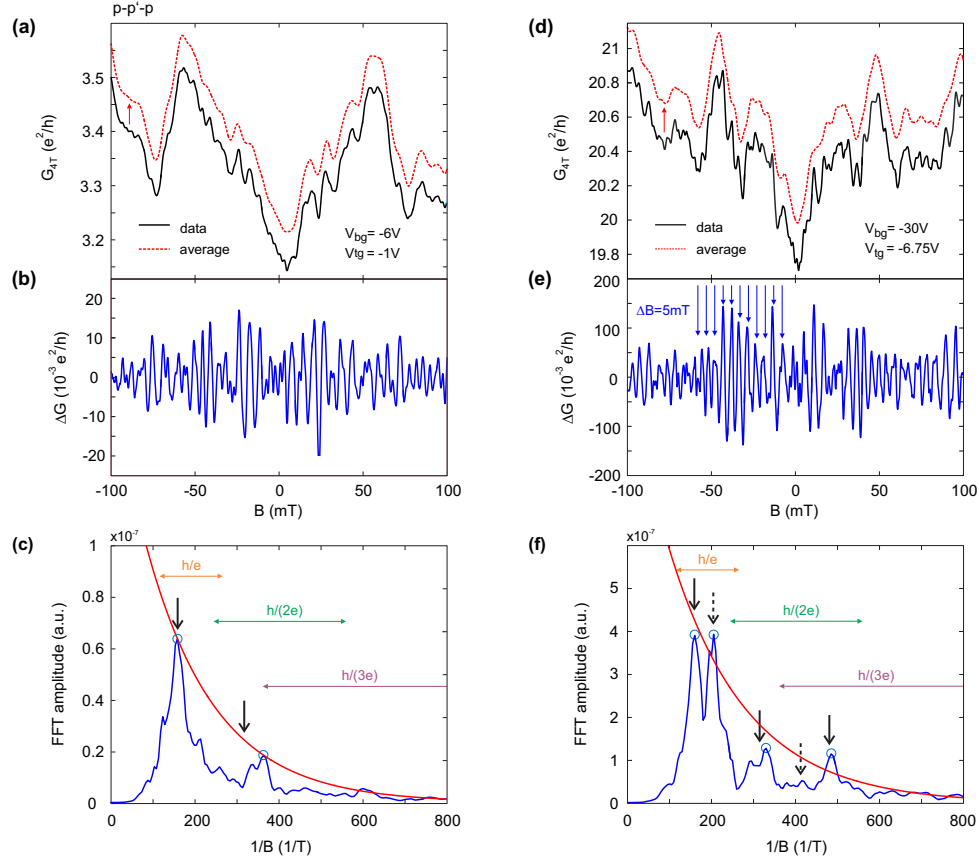 p-p‘-p
(a)
G4T (e²/h)
3.5
3.4
3.3
3.2
data
average
Vbg= -6V
Vtg= -1V
(b)
ΔG (10⁻³ e²/h)
20
10
0
-10
-20
-100 -50 0 50 100
B (mT)
(c)
x10⁻⁷
FFT amplitude (a.u.)
1
0.8
0.6
0.4
0.2
0
h/e
h/(2e)
h/(3e)
0 200 400 600 800
1/B (1/T)
(d)
G4T (e²/h)
21
20.8
20.6
20.4
20.2
20
19.8
data
average
Vbg= -30V
Vtg= -6.75V
(e)
ΔG (10⁻³ e²/h)
200
100
0
-100
-200
ΔB=5mT
-100 -50 0 50 100
B (mT)
(f)
x10⁻⁷
FFT amplitude (a.u.)
6
5
4
3
2
1
0
h/e
h/(2e)
h/(3e)
0 200 400 600 800
1/B (1/T)